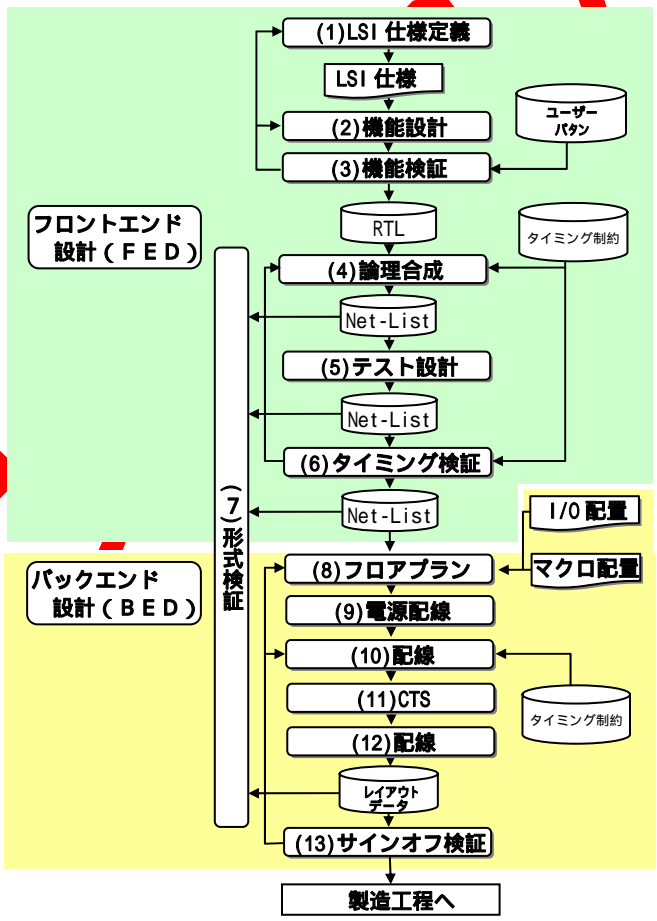 (1)LSI 仕様定義
LSI 仕様
(2)機能設計
ユーザー
パタン
(3)機能検証
RTL
フロントエンド
設計(ＦＥＤ)
タイミング制約
(4)論理合成
Net-List
(5)テスト設計
Net-List
(6)タイミング検証
(7)形式検証
Net-List
I/O 配置
(8)フロアプラン
マクロ配置
バックエンド
設計(ＢＥＤ)
(9)電源配線
(10)配線
(11)CTS
タイミング制約
(12)配線
レイアウト
データ
(13)サインオフ検証
製造工程へ